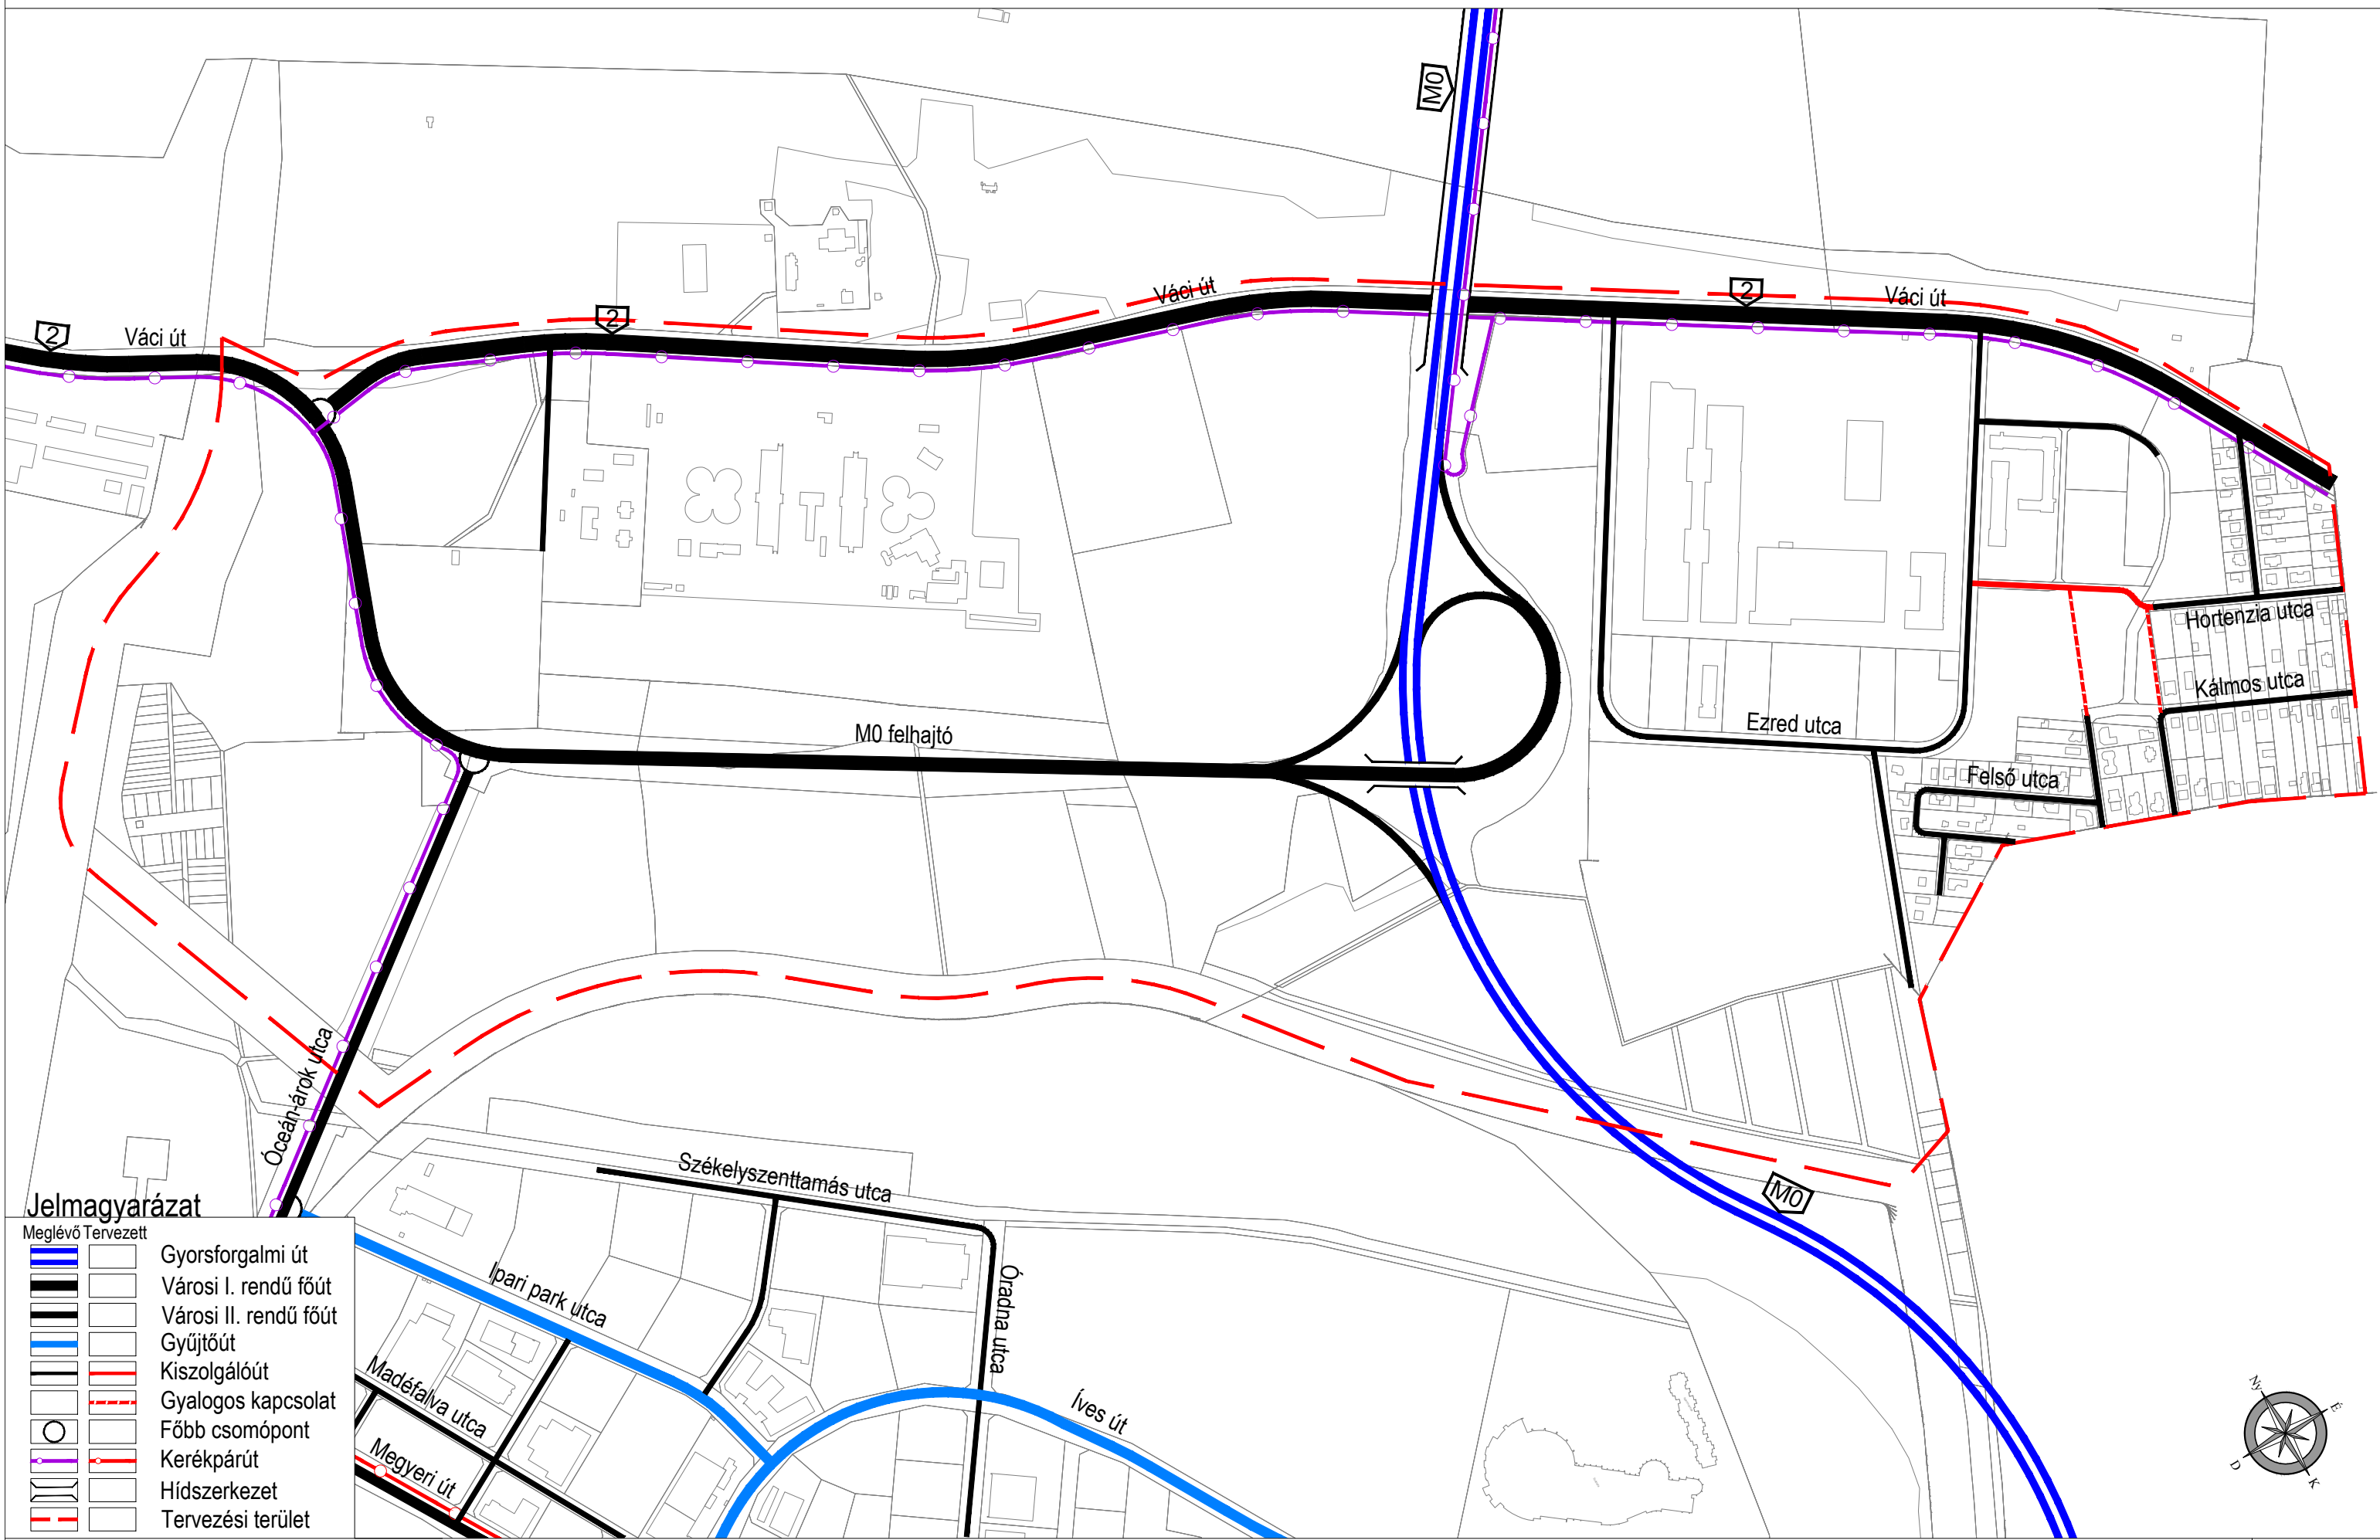 M0
Váci út
2
Váci út
2
Váci út
2
Hortenzia utca
Kálmos utca
Ezred utca
Felső utca
M0 felhajtó
Óceán-árok utca
Székelyszenttamás utca
M0
Óradna utca
Ipari park utca
Íves út
Madéfalva utca
Megyeri út
Jelmagyarázat
Meglévő Tervezett
Gyorsforgalmi út
Városi I. rendű főút
Városi II. rendű főút
Gyűjtőút
Kiszolgálóút
Gyalogos kapcsolat
Főbb csomópont
Kerékpárút
Hídszerkezet
Tervezési terület
Ny
É
D
K